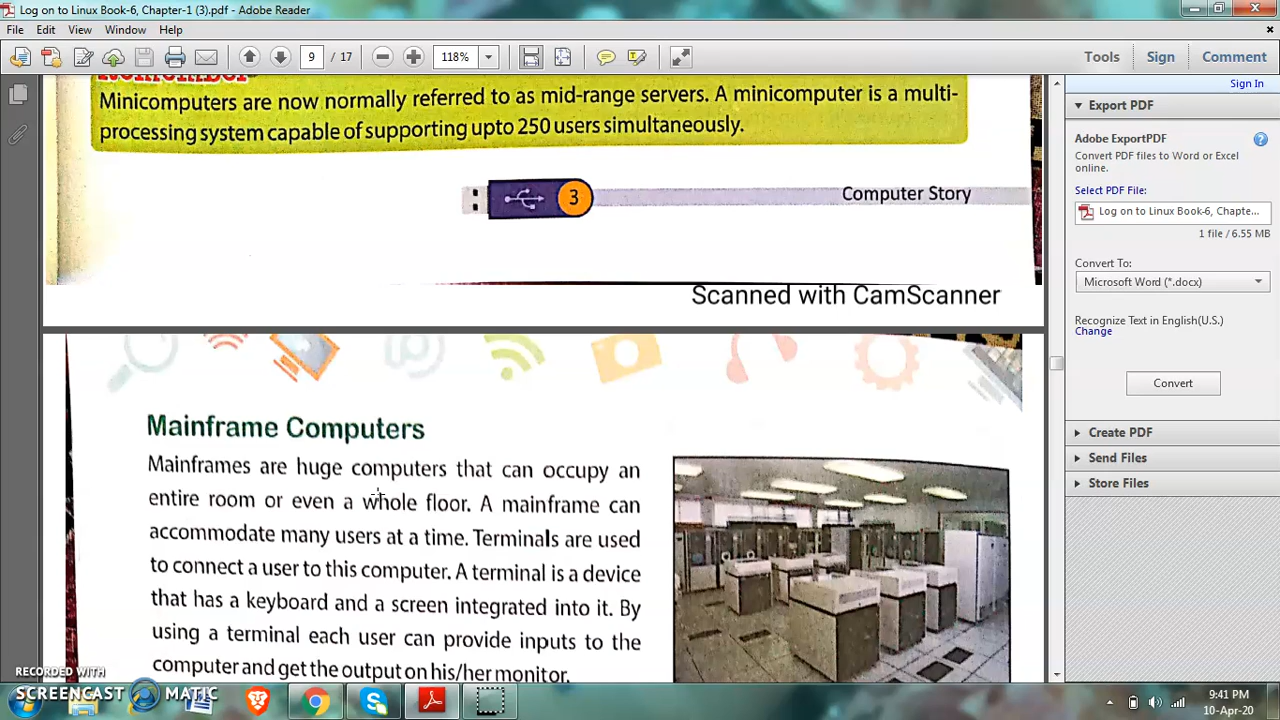 Log on to Linux Book-6, Chapter-1 (3).pdf - Adobe Reader
File Edit View Window Help
9 / 17 118% Tools Sign Comment
Sign In
Export PDF
Adobe ExportPDF
Convert PDF files to Word or Excel
online.
Select PDF File:
Log on to Linux Book-6, Chapte...
1 file / 6.55 MB
Convert To:
Microsoft Word (*.docx)
Recognize Text in English(U.S.)
Change
Convert
Create PDF
Send Files
Store Files
Minicomputers are now normally referred to as mid-range servers. A minicomputer is a multi-
processing system capable of supporting upto 250 users simultaneously.
3 Computer Story
Scanned with CamScanner
Mainframe Computers
Mainframes are huge computers that can occupy an
entire room or even a whole floor. A mainframe can
accommodate many users at a time. Terminals are used
to connect a user to this computer. A terminal is a device
that has a keyboard and a screen integrated into it. By
using a terminal each user can provide inputs to the
computer and get the output on his/her monitor.
RECORDED WITH
SCREENCAST MATIC
9:41 PM
10-Apr-20